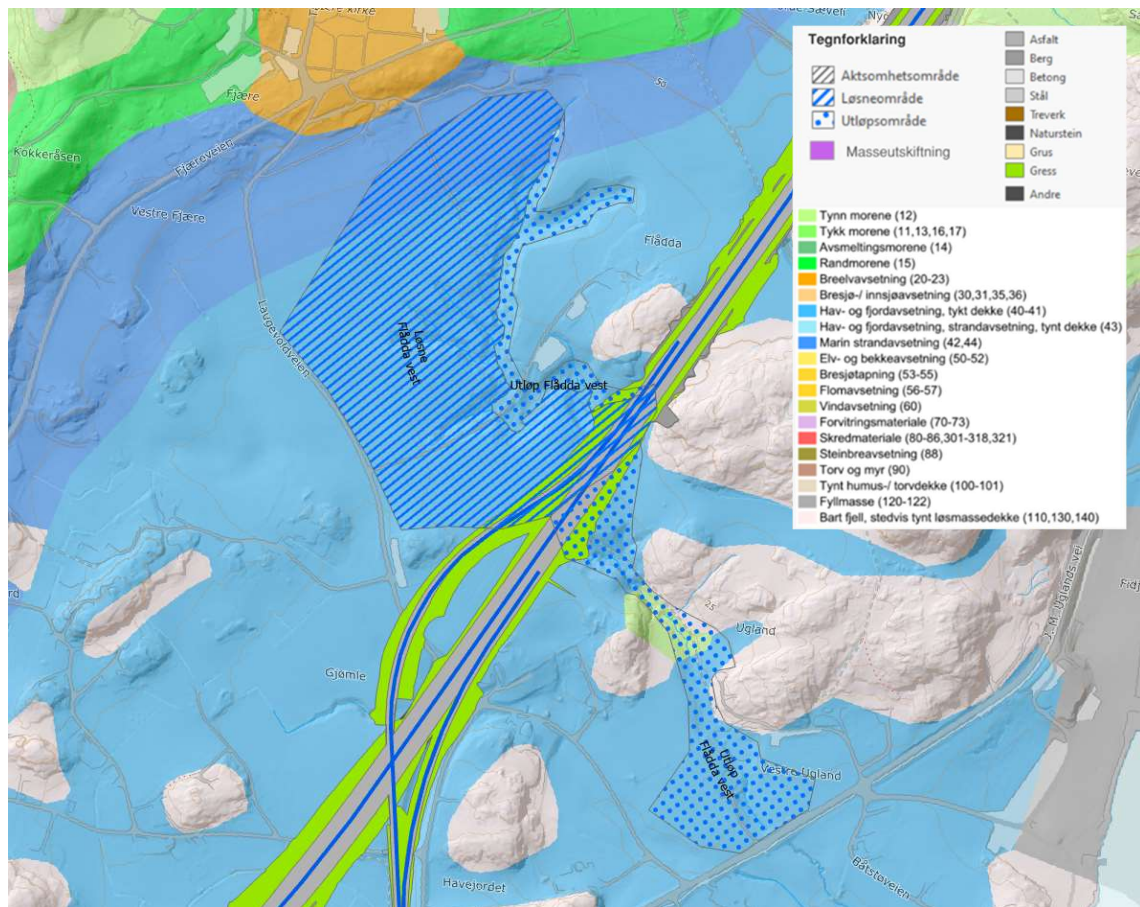 Fjære kirke
Fjære
Kokkeråsen
Fjæreveien
Vestre Fjære
Laugevoldveien
Løsne
Flådda vest
Flådda
Utløp Flådda vest
Tegnforklaring
Aktsomhetsområde
Løsneområde
Utløpsområde
Masseutskiftning
Asfalt
Berg
Betong
Stål
Treverk
Naturstein
Grus
Gress
Andre
Tynn morene (12)
Tykk morene (11,13,16,17)
Avsmeltingsmorene (14)
Randmorene (15)
Breelvavsetning (20-23)
Bresjø-/ innsjøavsetning (30,31,35,36)
Hav- og fjordavsetning, tykt dekke (40-41)
Hav- og fjordavsetning, strandavsetning, tynt dekke (43)
Marin strandavsetning (42,44)
Elv- og bekkeavsetning (50-52)
Bresjøtapning (53-55)
Flomavsetning (56-57)
Vindavsetning (60)
Forvitringsmateriale (70-73)
Skredmateriale (80-86,301-318,321)
Steinbreavsetning (88)
Torv og myr (90)
Tynt humus-/ torvdekke (100-101)
Fyllmasse (120-122)
Bart fjell, stedvis tynt løsmassedekke (110,130,140)
J. M. Uglands vei
25
Ugland
Gjømle
Utløp
Flådda vest
Vestre Ugland
Båtstøveien
Havejordet